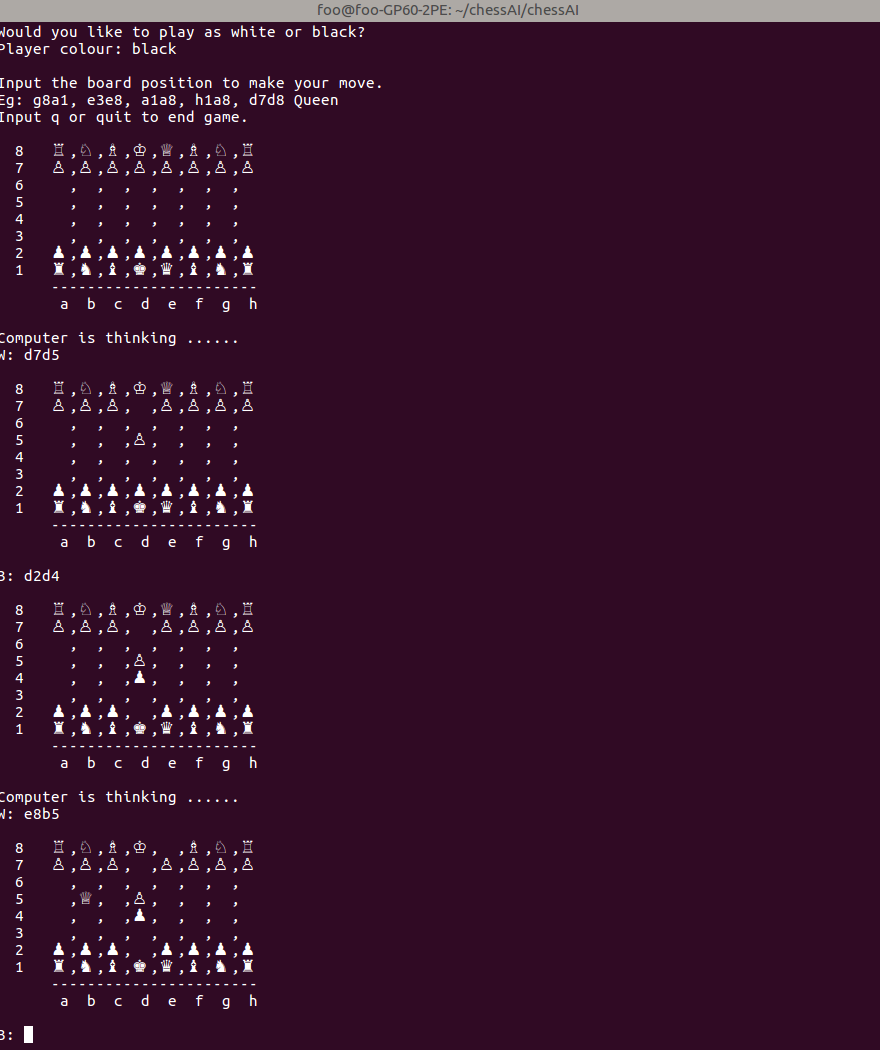 foo@foo-GP60-2PE: ~/chessAI/chessAI
Would you like to play as white or black?
Player colour: black
Input the board position to make your move.
Eg: g8a1, e3e8, a1a8, h1a8, d7d8 Queen
Input q or quit to end game.
8 ♖,♘,♗,♔,♕,♗,♘,♖
7 ♙,♙,♙,♙,♙,♙,♙,♙
6  , , , , , , ,
5  , , , , , , ,
4  , , , , , , ,
3  , , , , , , ,
2 ♟,♟,♟,♟,♟,♟,♟,♟
1 ♜,♞,♝,♚,♛,♝,♞,♜
-----------------------
a b c d e f g h
Computer is thinking ......
W: d7d5
8 ♖,♘,♗,♔,♕,♗,♘,♖
7 ♙,♙,♙, ,♙,♙,♙,♙
6  , , , , , , ,
5  , , ,♙, , , ,
4  , , , , , , ,
3  , , , , , , ,
2 ♟,♟,♟,♟,♟,♟,♟,♟
1 ♜,♞,♝,♚,♛,♝,♞,♜
-----------------------
a b c d e f g h
B: d2d4
8 ♖,♘,♗,♔,♕,♗,♘,♖
7 ♙,♙,♙, ,♙,♙,♙,♙
6  , , , , , , ,
5  , , ,♙, , , ,
4  , , ,♟, , , ,
3  , , , , , , ,
2 ♟,♟,♟, ,♟,♟,♟,♟
1 ♜,♞,♝,♚,♛,♝,♞,♜
-----------------------
a b c d e f g h
Computer is thinking ......
W: e8b5
8 ♖,♘,♗,♔, ,♗,♘,♖
7 ♙,♙,♙, ,♙,♙,♙,♙
6  , , , , , , ,
5  ,♕, ,♙, , , ,
4  , , ,♟, , , ,
3  , , , , , , ,
2 ♟,♟,♟, ,♟,♟,♟,♟
1 ♜,♞,♝,♚,♛,♝,♞,♜
-----------------------
a b c d e f g h
B: